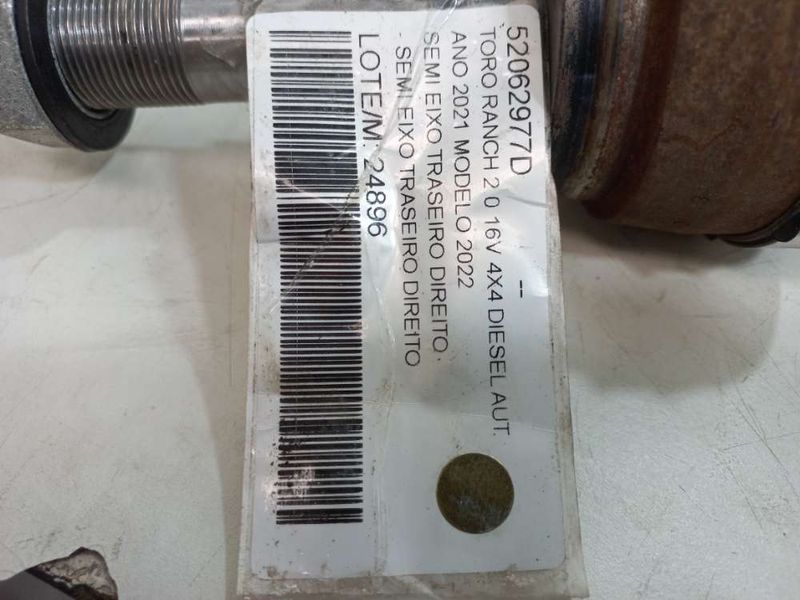 52062977D --
TORO RANCH 2.0 16V 4X4 DIESEL AUT.
ANO 2021 MODELO 2022
SEMI EIXO TRASEIRO DIREITO
- SEMI EIXO TRASEIRO DIREITO
LOTE/M: 24896